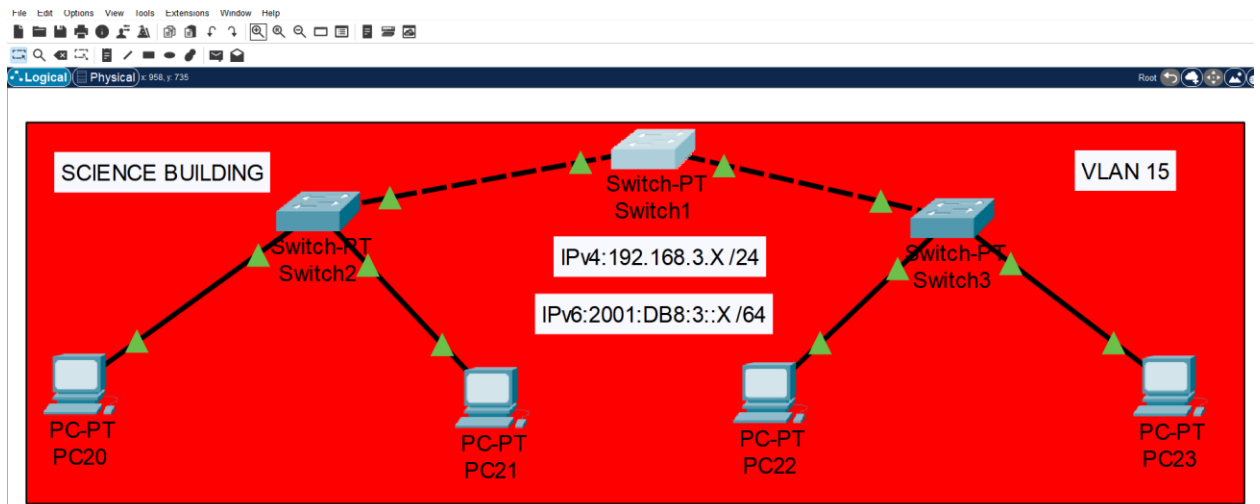 File Edit Options View Tools Extensions Window Help
Logical Physical x: 958, y: 735 Root
SCIENCE BUILDING
VLAN 15
Switch-PT
Switch1
Switch-PT
Switch2
Switch-PT
Switch3
IPv4:192.168.3.X /24
IPv6:2001:DB8:3::X /64
PC-PT
PC20
PC-PT
PC21
PC-PT
PC22
PC-PT
PC23